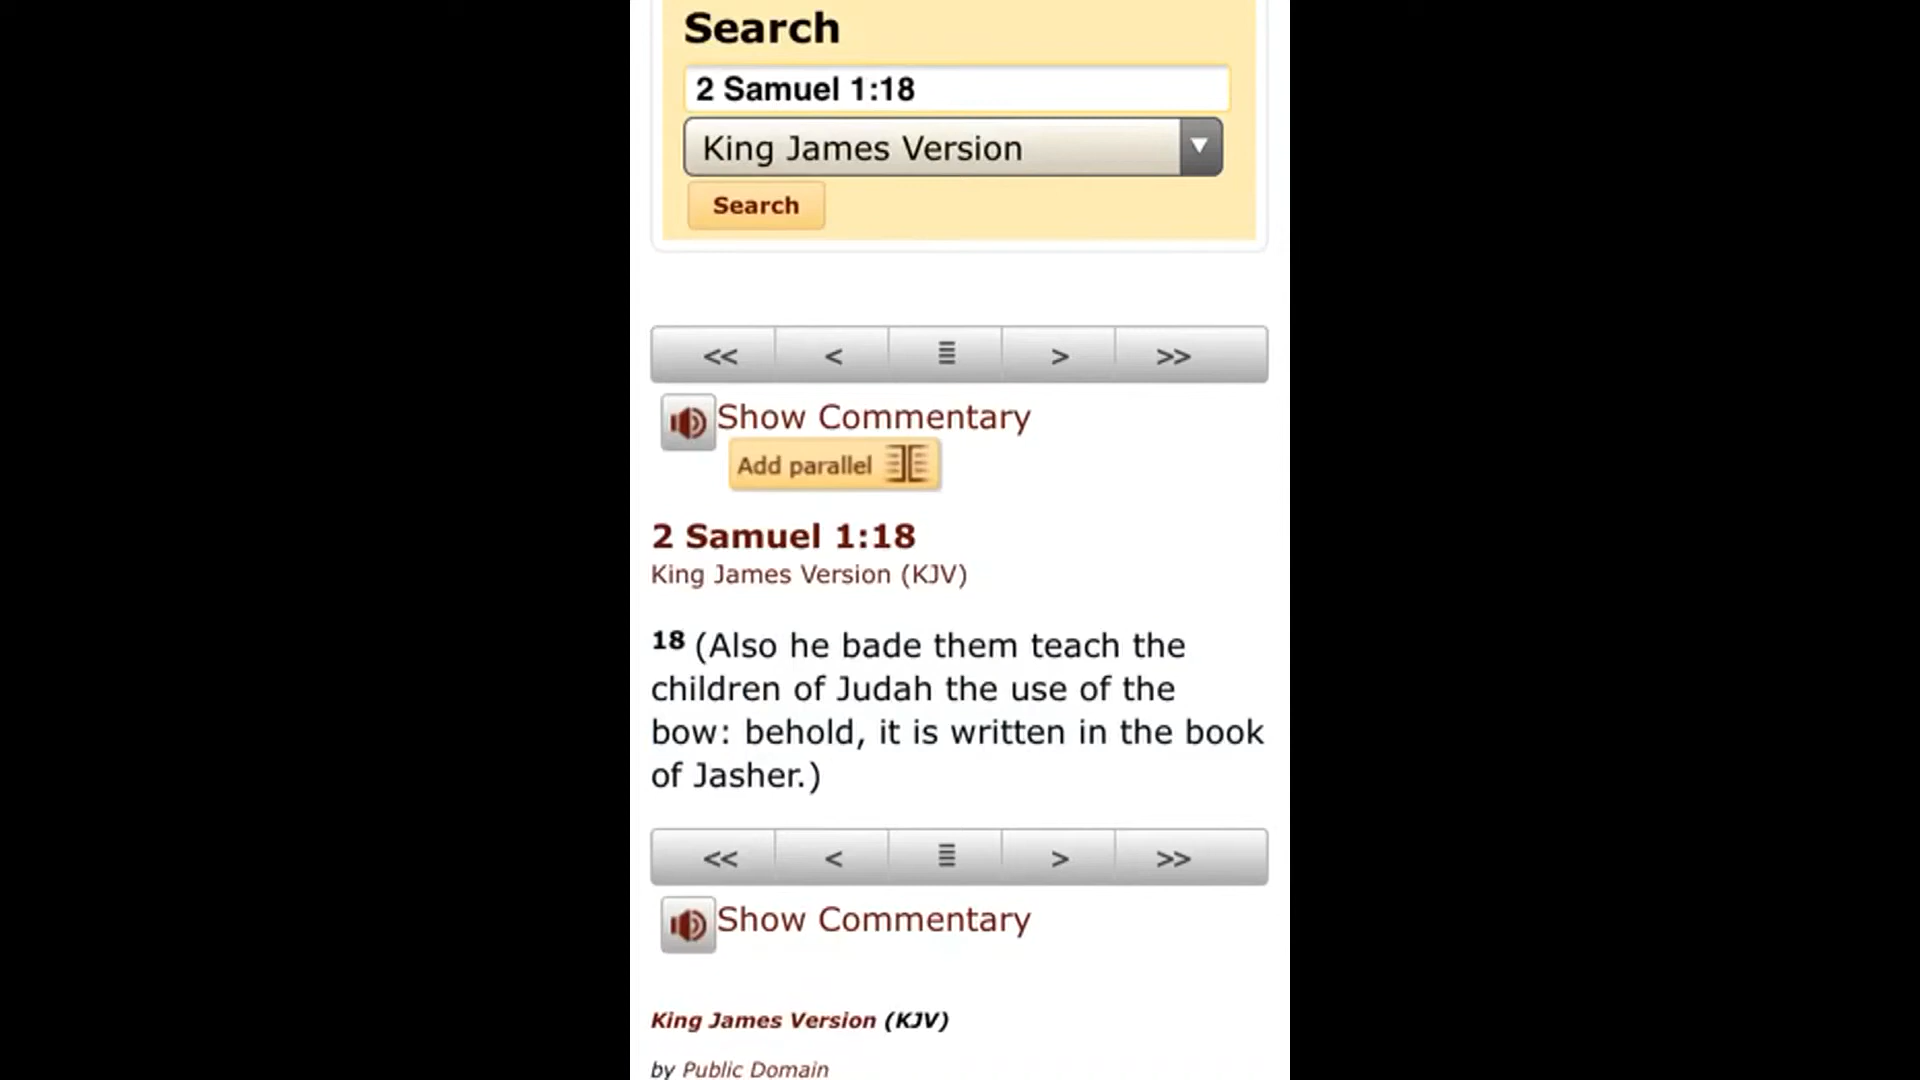 Search
2 Samuel 1:18
King James Version
Search
<< < > >>
Show Commentary
Add parallel
2 Samuel 1:18
King James Version (KJV)
18 (Also he bade them teach the
children of Judah the use of the
bow: behold, it is written in the book
of Jasher.)
<< < > >>
Show Commentary
King James Version (KJV)
by Public Domain